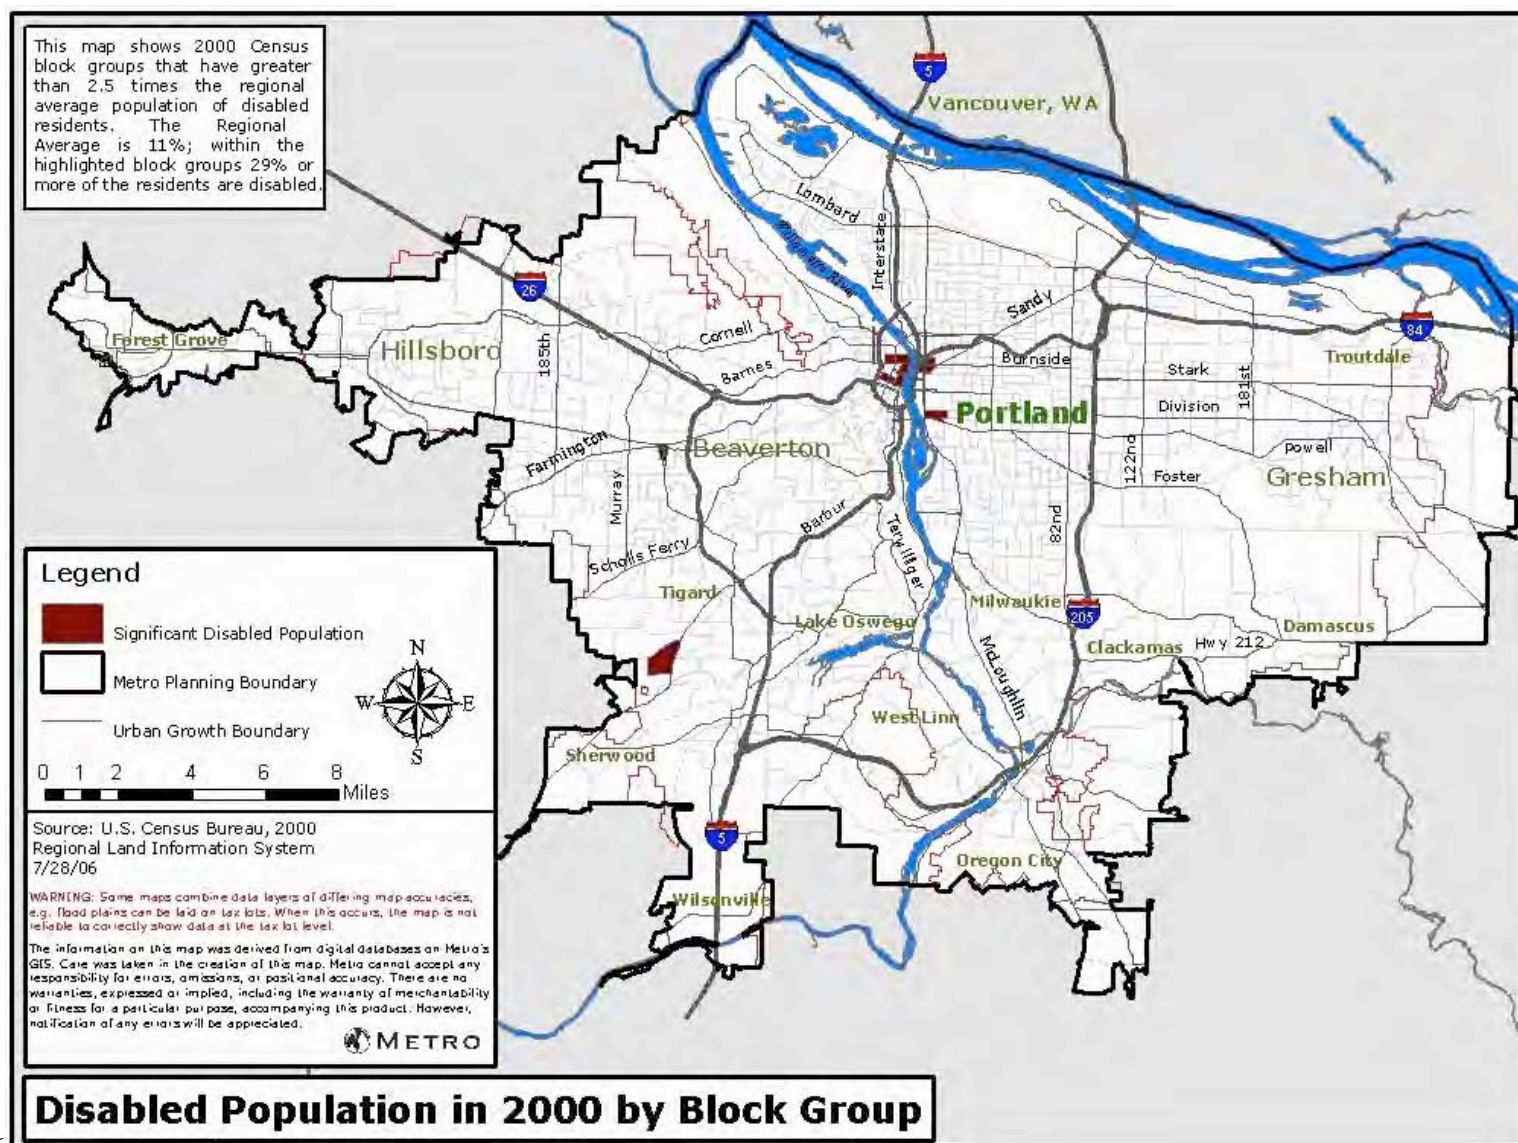 This map shows 2000 Census
block groups that have greater
than 2.5 times the regional
average population of disabled
residents. The Regional
Average is 11%; within the
highlighted block groups 29% or
more of the residents are disabled.
5
Vancouver, WA
Lombard
Interstate
Willamette River
26
Sandy
84
Forest Grove
Hillsboro
185th
Cornell
Barnes
Burnside
Troutdale
Stark
181st
Portland
Division
Farmington
Beaverton
Powell
122nd
Foster
Gresham
Murray
Barbur
Terwilliger
82nd
Scholls Ferry
Tigard
Milwaukie
205
Lake Oswego
Damascus
Clackamas
Hwy 212
McLoughlin
West Linn
Sherwood
5
Oregon City
Wilsonville
Legend
Significant Disabled Population
Metro Planning Boundary
Urban Growth Boundary
N
W
E
S
0 1 2 4 6 8
Miles
Source: U.S. Census Bureau, 2000
Regional Land Information System
7/28/06
WARNING: Some maps combine data layers of differing map accuracies,
e.g. flood plains can be laid on tax lots. When this occurs, the map is not
reliable to correctly show data at the tax lot level.
The information on this map was derived from digital databases on Metro's
GIS. Care was taken in the creation of this map. Metro cannot accept any
responsibility for errors, omissions, or positional accuracy. There are no
warranties, expressed or implied, including the warranty of merchantability
or fitness for a particular purpose, accompanying this product. However,
notification of any errors will be appreciated.
METRO
Disabled Population in 2000 by Block Group